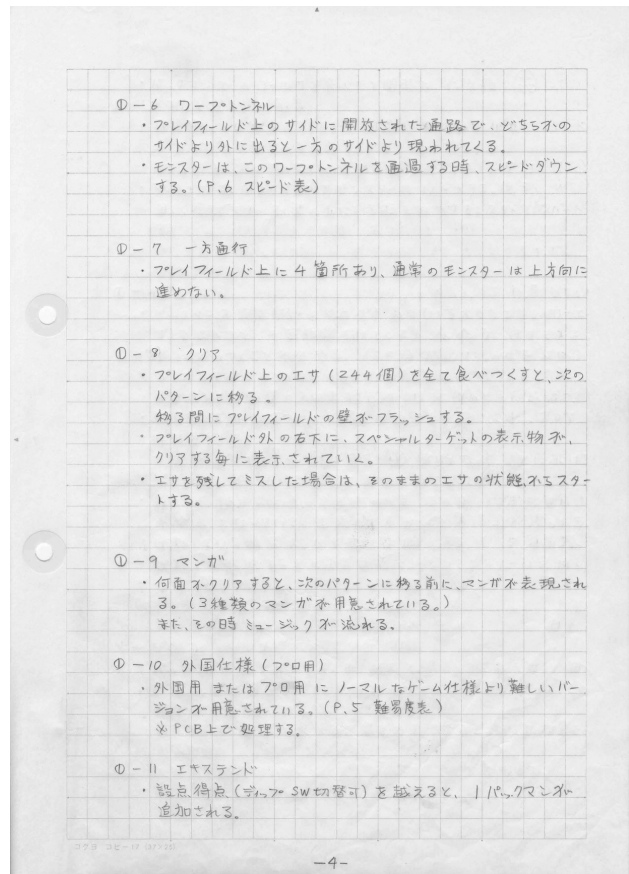 ①-6 ワープトンネル
・プレイフィールド上のサイドに開放された通路で、どちらかの
サイドより外に出ると一方のサイドより現われてくる。
・モンスターは、このワープトンネルを通過する時、スピードダウン
する。(P.6 スピード表)
①-7 一方通行
・プレイフィールド上に4箇所あり、通常のモンスターは上方向に
進めない。
①-8 クリア
・プレイフィールド上のエサ(244個)を全て食べつくすと、次の
パターンに移る。
移る間にプレイフィールドの壁がフラッシュする。
・プレイフィールド外の右下に、スペシャルターゲットの表示物が、
クリアする毎に表示されていく。
・エサを残してミスした場合は、そのままのエサの状態からスター
トする。
①-9 マンガ
・何面かクリアすると、次のパターンに移る前に、マンガが表現され
る。(3種類のマンガが用意されている。)
また、その時ミュージックが流れる。
①-10 外国仕様(プロ用)
・外国用またはプロ用にノーマルなゲーム仕様より難しいバー
ジョンが用意されている。(P.5 難易度表)
※PCB上で処理する。
①-11 エキステンド
・設点得点(ディップSW切替可)を越えると、1パックマンが
追加される。
-4-